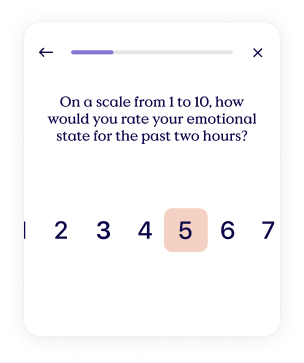 On a scale from 1 to 10, how
would you rate your emotional
state for the past two hours?
2 3 4 5 6 7